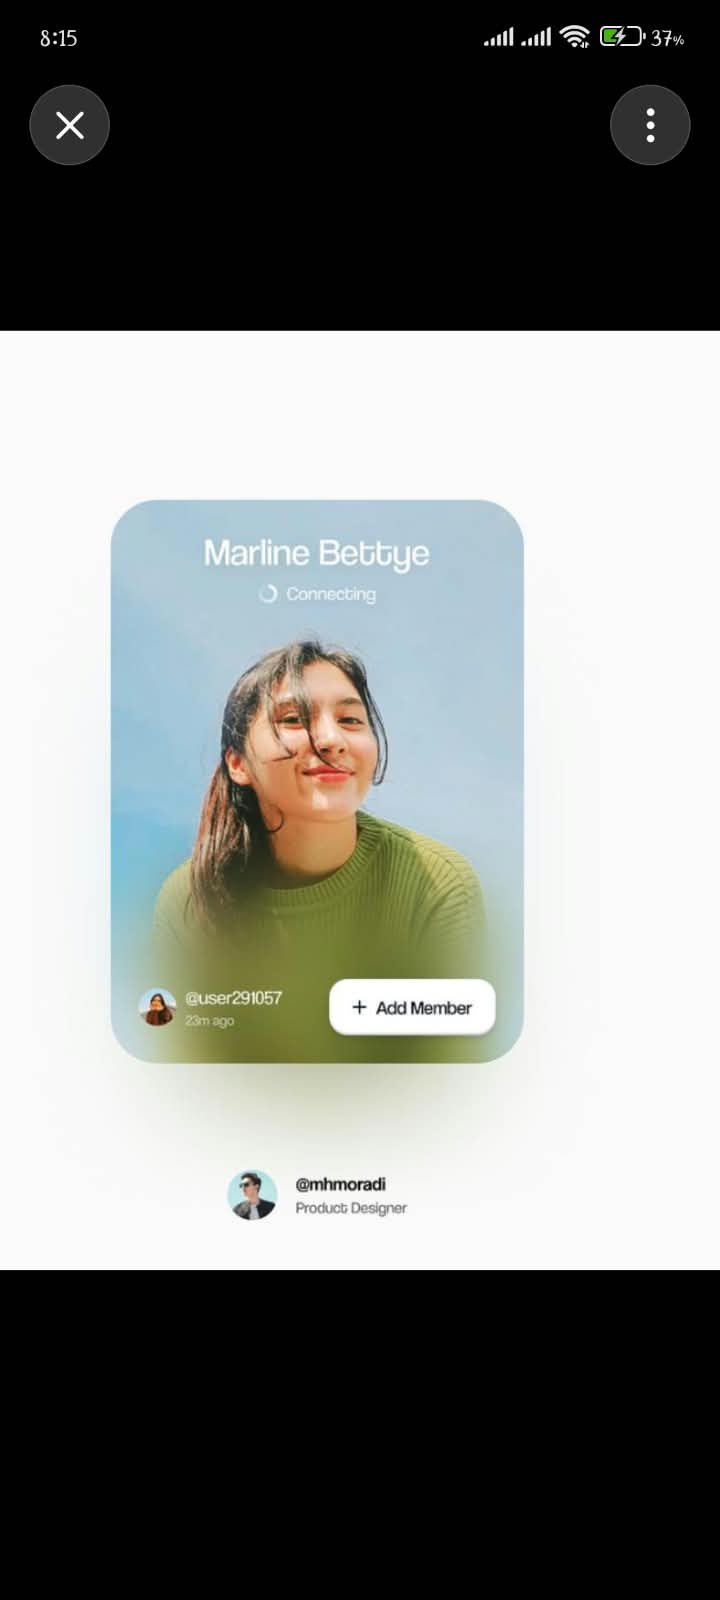 8:15
37%
Marline Bettye
Connecting
@user291057
23m ago
+ Add Member
@mhmoradi
Product Designer